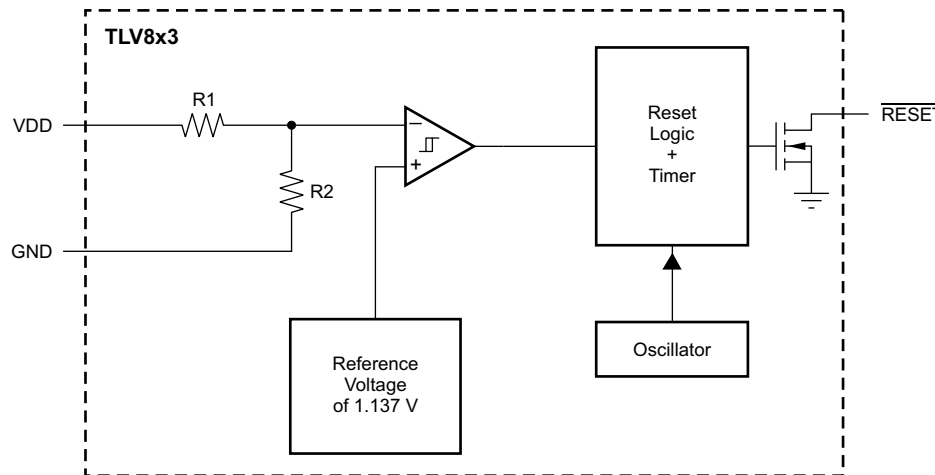 TLV8x3
R1
VDD
R2
GND
Reset
Logic
+
Timer
RESET
Oscillator
Reference
Voltage
of 1.137 V
−
+